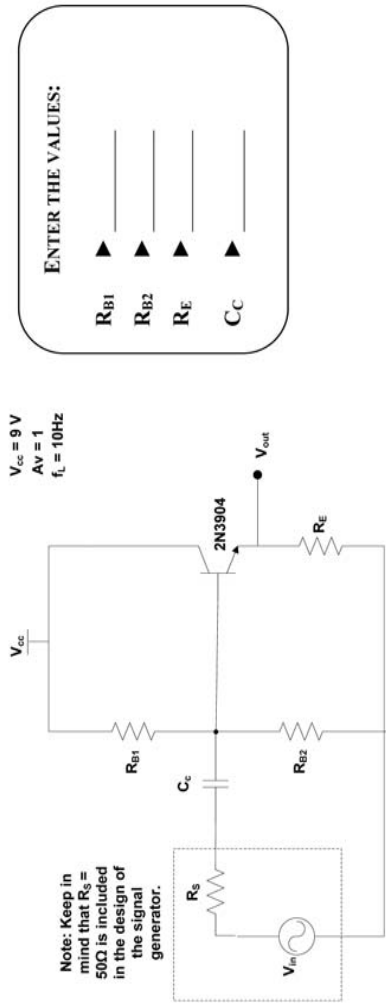 Note: Keep in
mind that RS =
50Ω is included
in the design of
the signal
generator.
Vcc
Vcc = 9 V
Av = 1
fL = 10Hz
RB1
Cc
RS
Vin
RB2
2N3904
Vout
RE
ENTER THE VALUES:
RB1 ►
RB2 ►
RE ►
CC ►